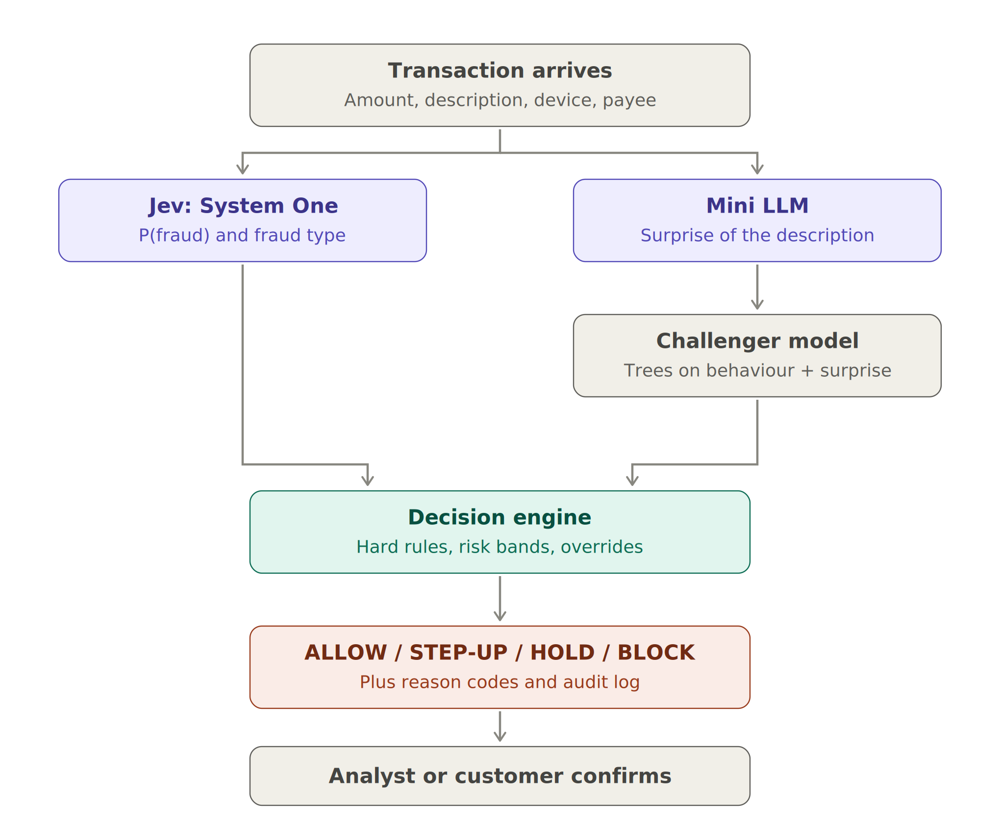 Transaction arrives
Amount, description, device, payee
Jev: System One
P(fraud) and fraud type
Mini LLM
Surprise of the description
Challenger model
Trees on behaviour + surprise
Decision engine
Hard rules, risk bands, overrides
ALLOW / STEP-UP / HOLD / BLOCK
Plus reason codes and audit log
Analyst or customer confirms